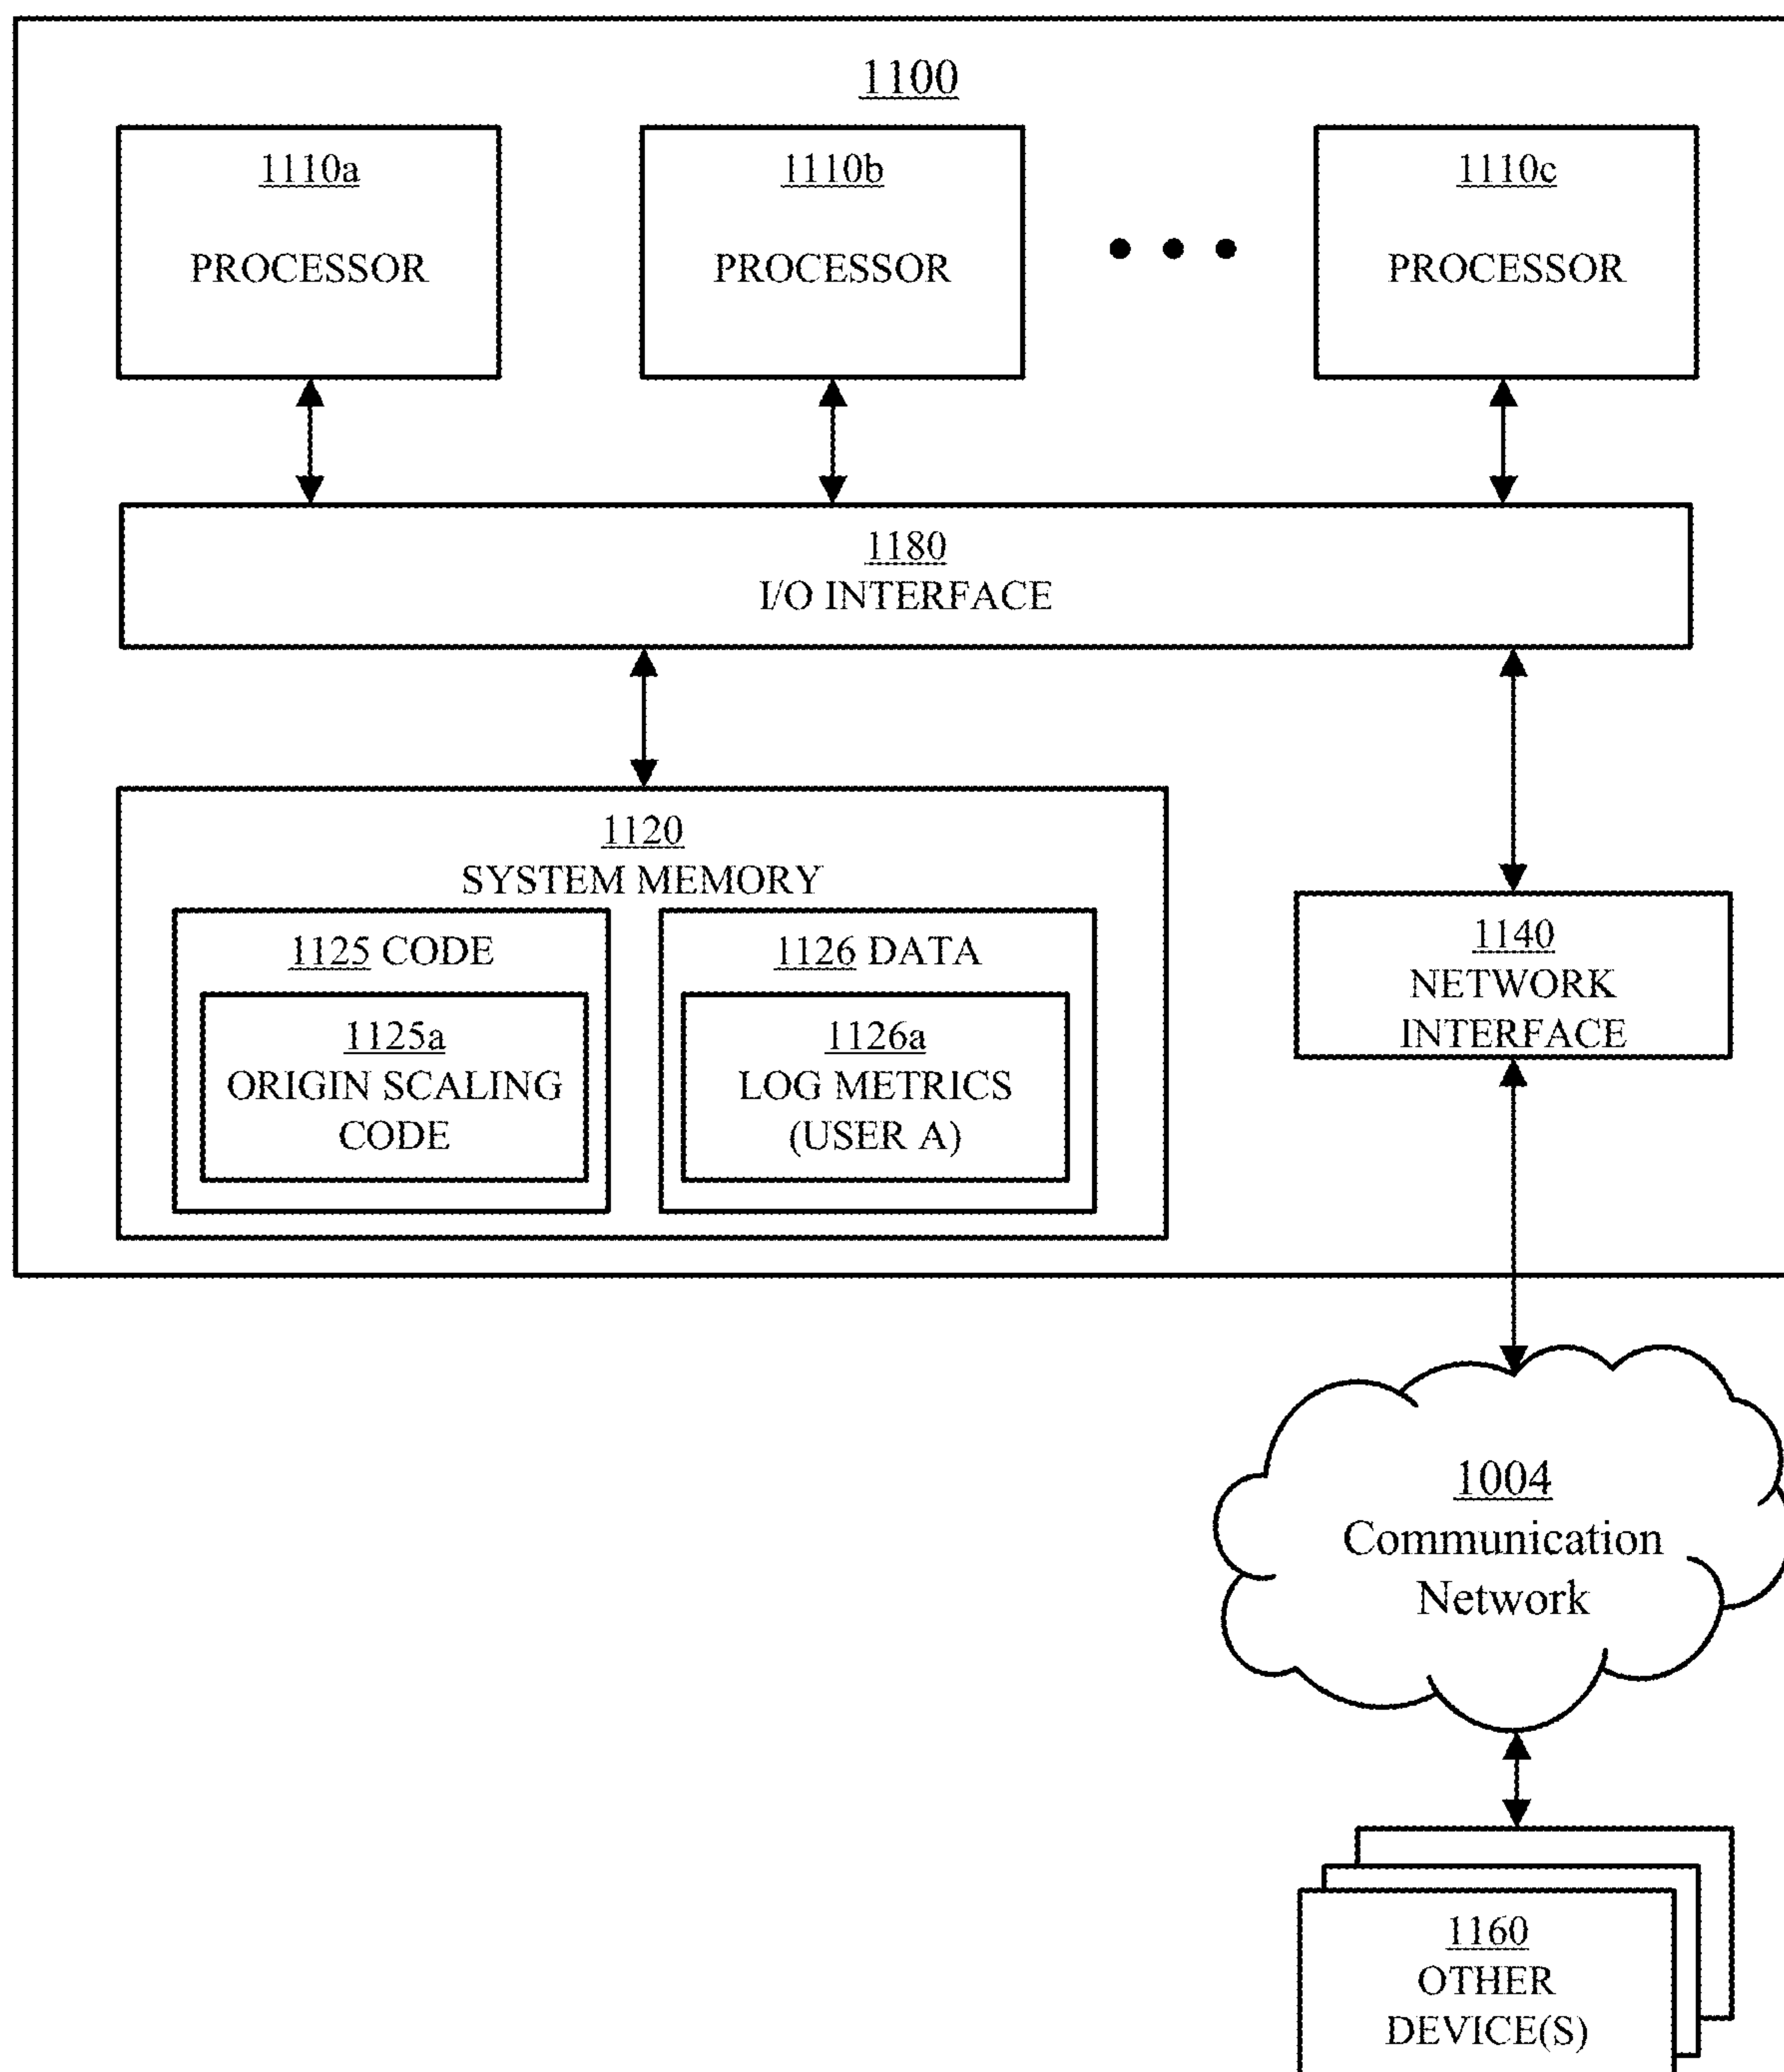 1100
1110a
PROCESSOR
1110b
PROCESSOR
1110c
PROCESSOR
1180
I/O INTERFACE
1120
SYSTEM MEMORY
1125 CODE
1125a
ORIGIN SCALING
CODE
1126 DATA
1126a
LOG METRICS
(USER A)
1140
NETWORK
INTERFACE
1004
Communication
Network
1160
OTHER
DEVICE(S)